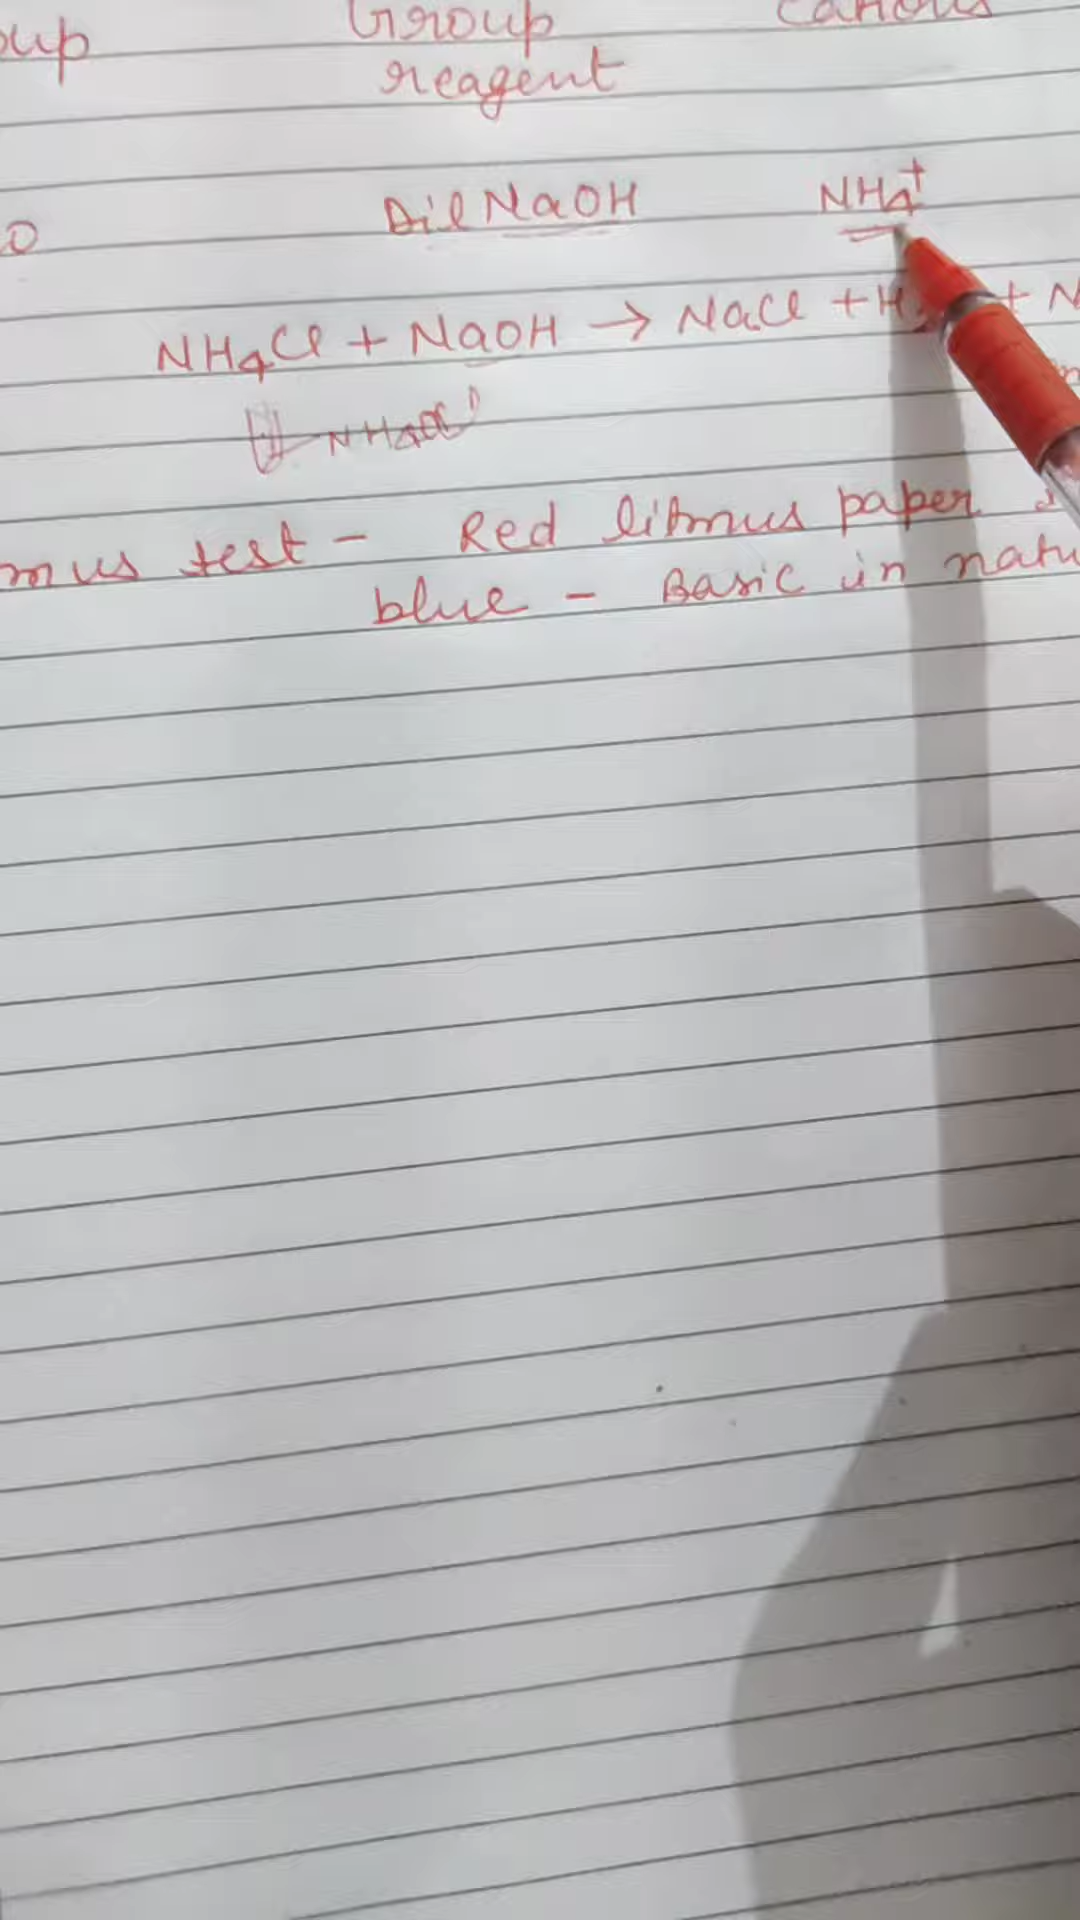 oup Group cations
reagent
0 Dil NaOH NH4+
NH4Cl + NaOH → NaCl + H + N
NH4Cl
mus test - Red litmus paper
blue - Basic in natu